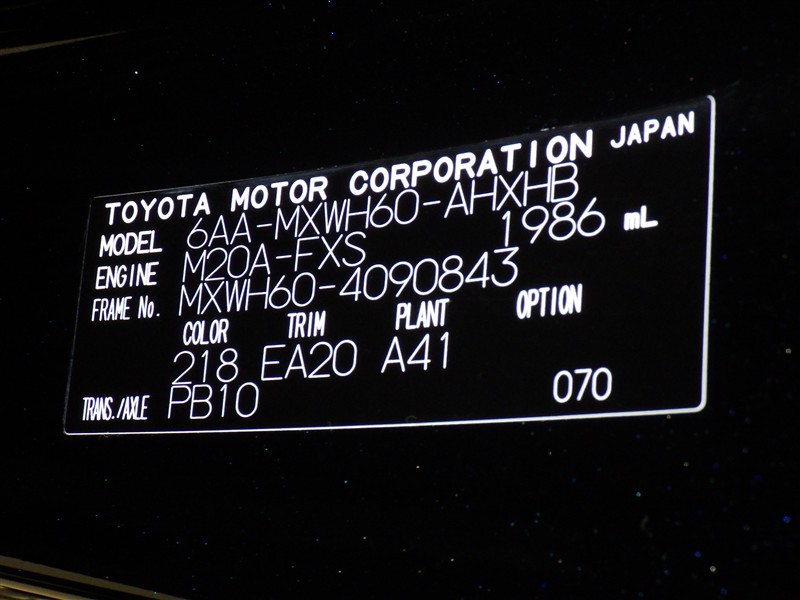 TOYOTA MOTOR CORPORATION JAPAN
MODEL 6AA-MXWH60-AHXHB
ENGINE M20A-FXS 1986 mL
FRAME No. MXWH60-4090843
COLOR TRIM PLANT OPTION
218 EA20 A41
TRANS./AXLE PB10 070